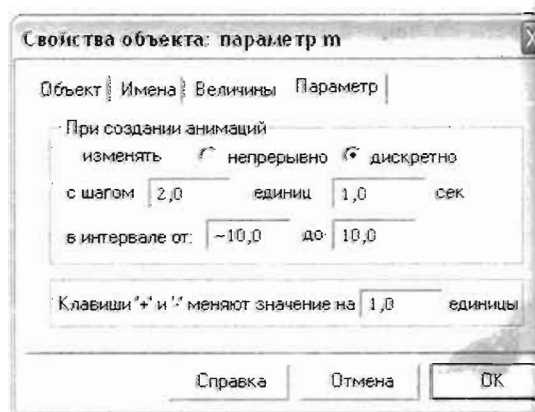 Свойства объекта: параметр m
Объект Имена Величины Параметр
При создании анимаций
изменять непрерывно дискретно
с шагом 2,0 единиц 1,0 сек
в интервале от: -10,0 до 10,0
Клавиши '+' и '-' меняют значение на 1,0 единицы
Справка Отмена OK